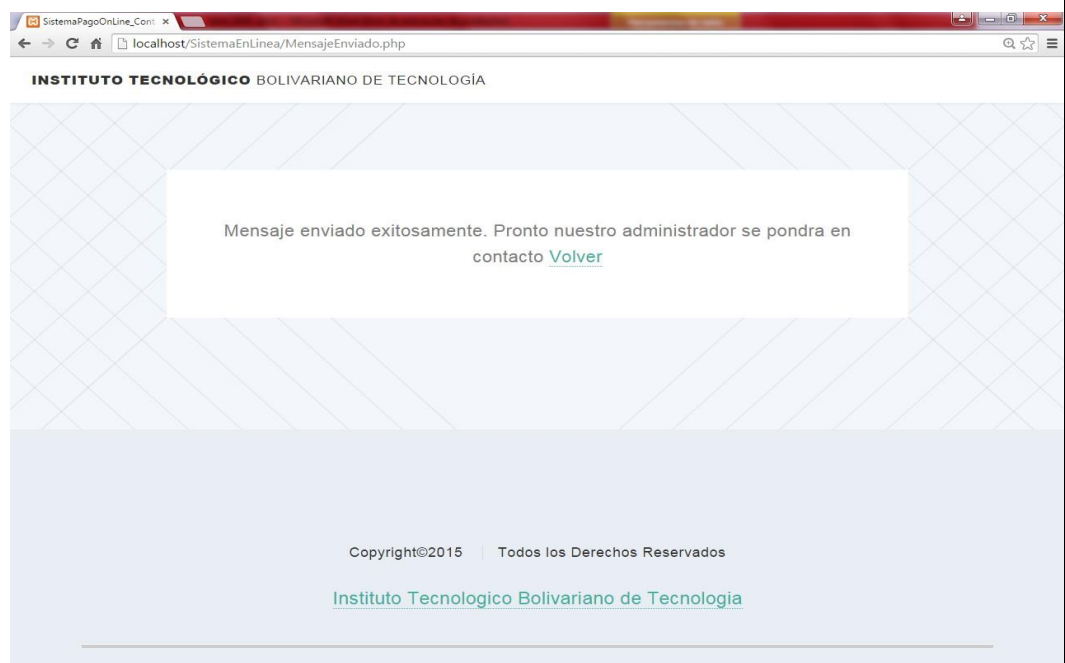 SistemaPagoOnLine_Cont
localhost/SistemaEnLinea/MensajeEnviado.php
INSTITUTO TECNOLÓGICO BOLIVARIANO DE TECNOLOGÍA
Mensaje enviado exitosamente. Pronto nuestro administrador se pondra en
contacto Volver
Copyright©2015 Todos los Derechos Reservados
Instituto Tecnologico Bolivariano de Tecnologia